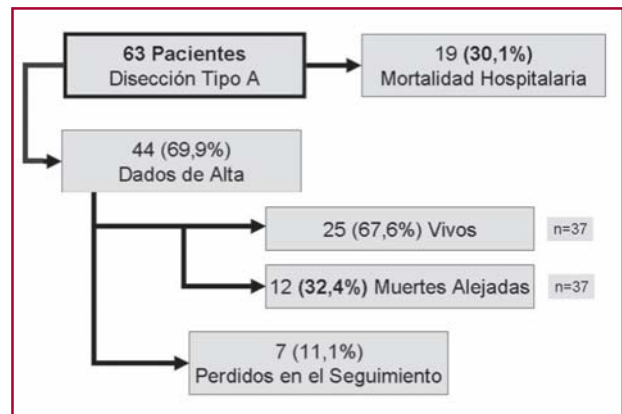 63 Pacientes
Disección Tipo A
19 (30,1%)
Mortalidad Hospitalaria
44 (69,9%)
Dados de Alta
25 (67,6%) Vivos
n=37
12 (32,4%) Muertes Alejadas
n=37
7 (11,1%)
Perdidos en el Seguimiento